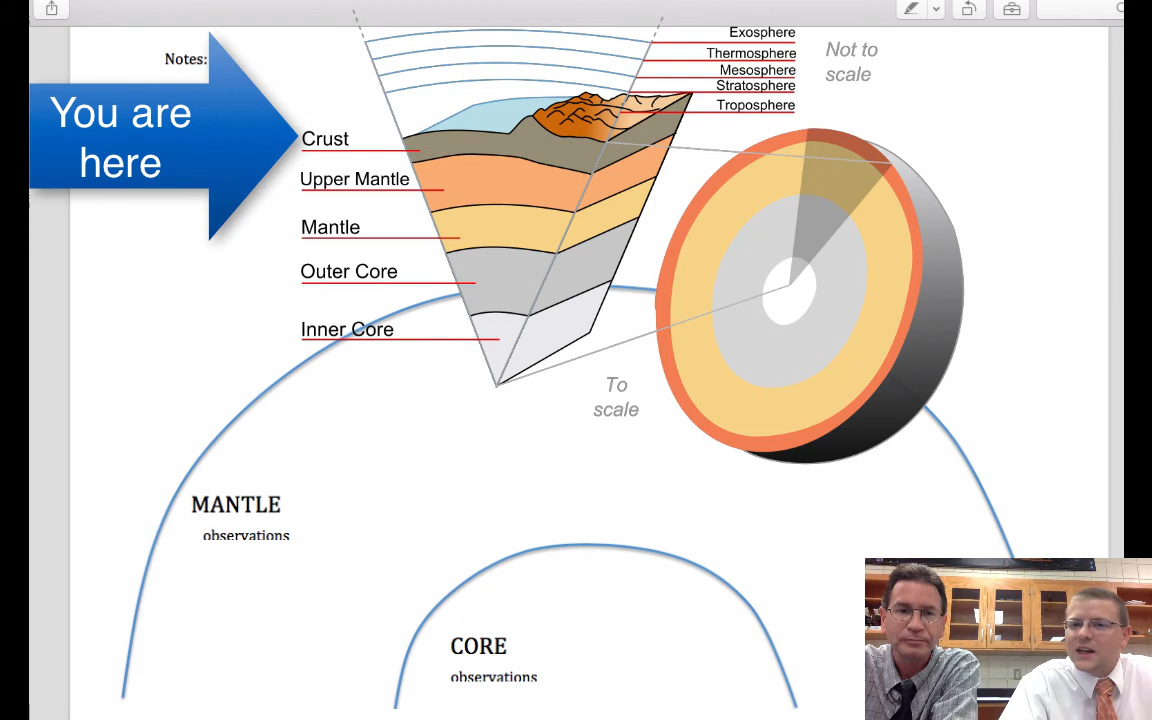 Exosphere
Notes:
Thermosphere
Not to
scale
Mesosphere
Stratosphere
Troposphere
You are
here
Crust
Upper Mantle
Mantle
Outer Core
Inner Core
To
scale
MANTLE
observations
CORE
observations